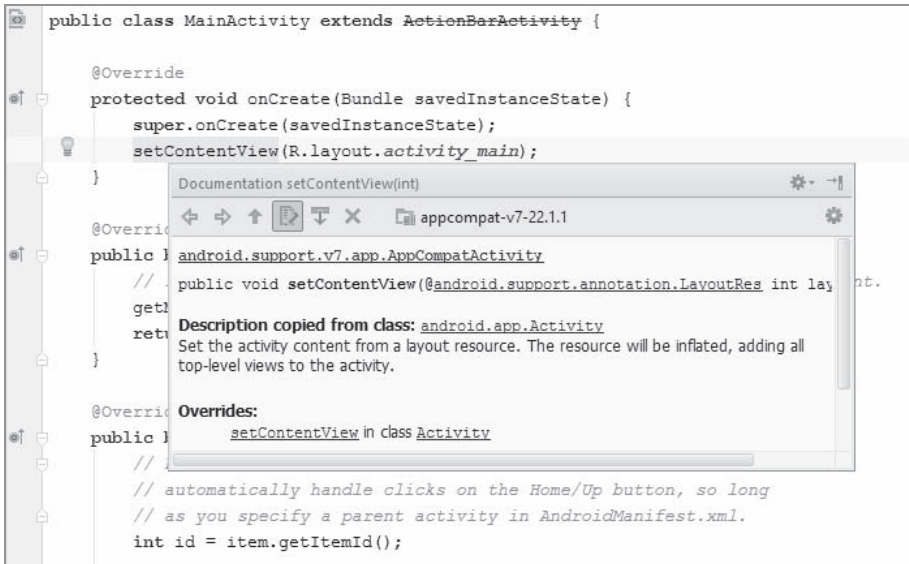 public class MainActivity extends ActionBarActivity {
@Override
protected void onCreate(Bundle savedInstanceState) {
super.onCreate(savedInstanceState);
setContentView(R.layout.activity_main);
}
Documentation setContentView(int)
appcompat-v7-22.1.1
android.support.v7.app.AppCompatActivity
public void setContentView(@android.support.annotation.LayoutRes int lay
Description copied from class: android.app.Activity
Set the activity content from a layout resource. The resource will be inflated, adding all
top-level views to the activity.
Overrides:
setContentView in class Activity
@Overrid
public
//
nt.
get
ret
}
@Overrid
public
//
// automatically handle clicks on the Home/Up button, so long
// as you specify a parent activity in AndroidManifest.xml.
int id = item.getItemId();